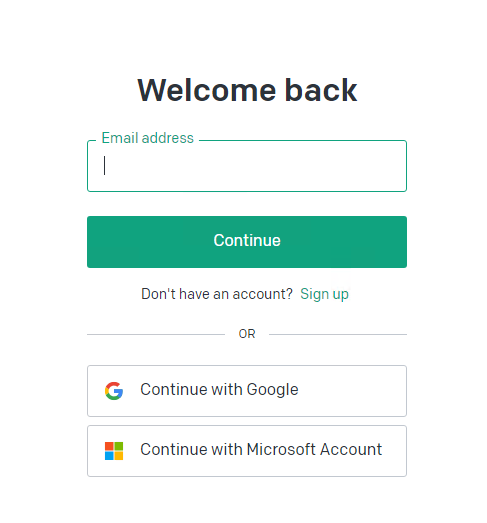 Welcome back
Email address
Continue
Don't have an account? Sign up
OR
Continue with Google
Continue with Microsoft Account